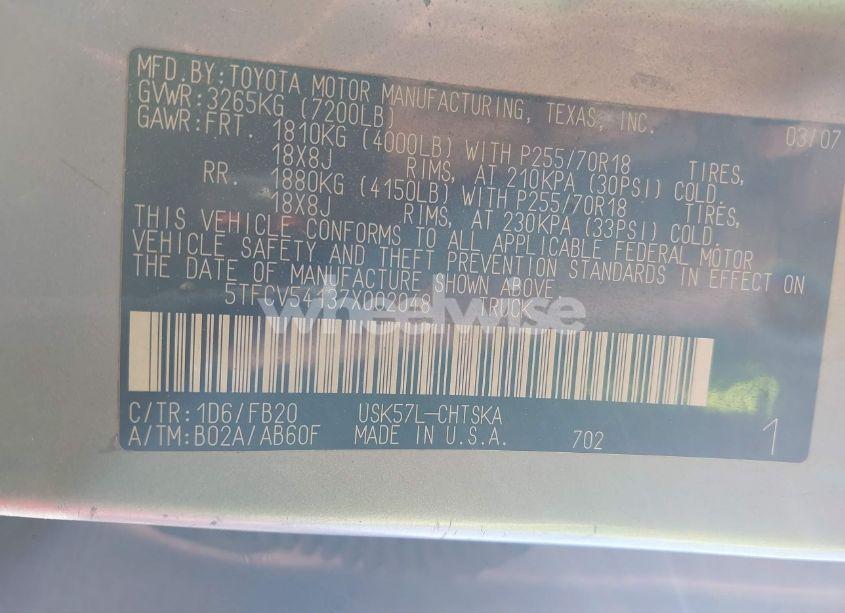 MFD.BY:TOYOTA MOTOR MANUFACTURING, TEXAS, INC. 03/07
GVWR:3265KG (7200LB)
GAWR:FRT. 1810KG (4000LB) WITH P255/70R18 TIRES,
18X8J RIMS, AT 210KPA (30PSI) COLD.
RR. 1880KG (4150LB) WITH P255/70R18 TIRES,
18X8J RIMS, AT 230KPA (33PSI) COLD.
THIS VEHICLE CONFORMS TO ALL APPLICABLE FEDERAL MOTOR
VEHICLE SAFETY AND THEFT PREVENTION STANDARDS IN EFFECT ON
THE DATE OF MANUFACTURE SHOWN ABOVE.
5TFCV54137X002048 TRUCK
wheelwise
C/TR:1D6/FB20 USK57L-CHTSKA
A/TM:B02A/AB60F MADE IN U.S.A. 702 1